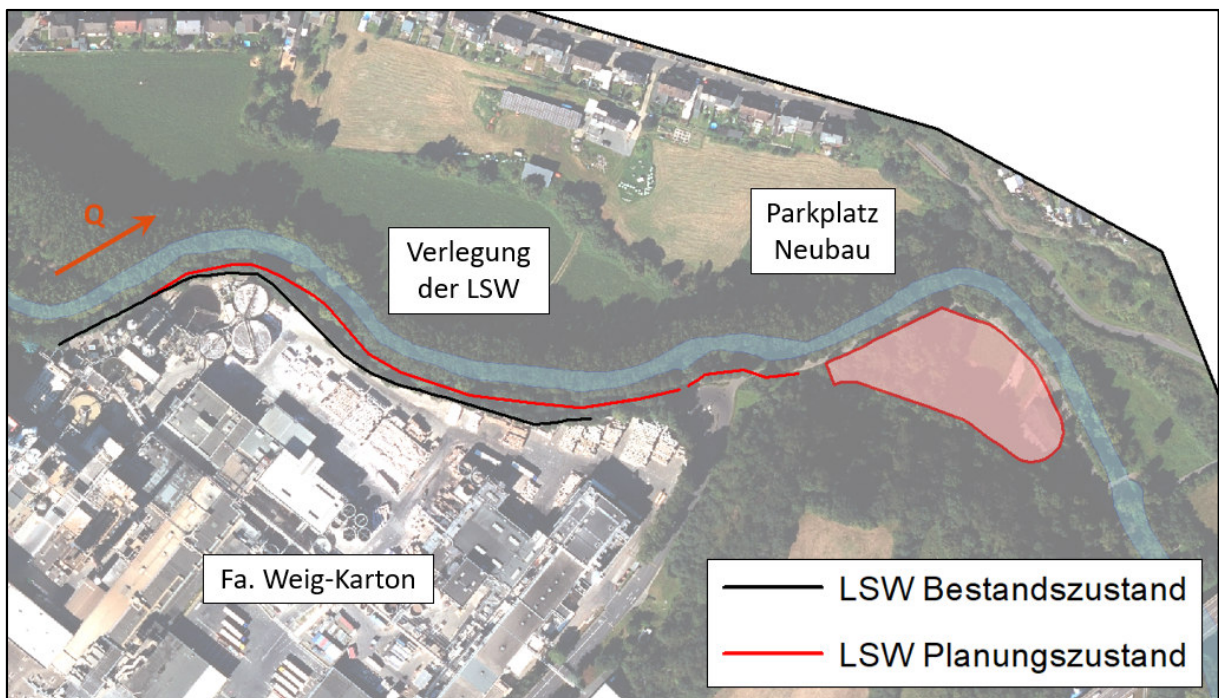 Q
Verlegung
der LSW
Parkplatz
Neubau
Fa. Weig-Karton
LSW Bestandszustand
LSW Planungszustand